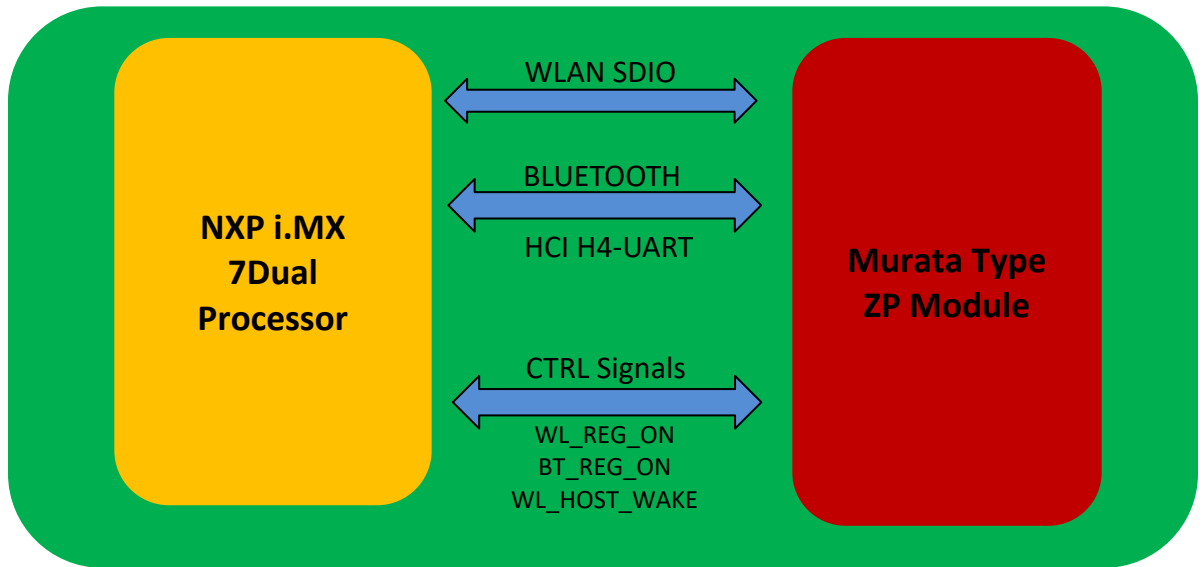 NXP i.MX
7Dual
Processor
WLAN SDIO
BLUETOOTH
HCI H4-UART
CTRL Signals
WL_REG_ON
BT_REG_ON
WL_HOST_WAKE
Murata Type
ZP Module